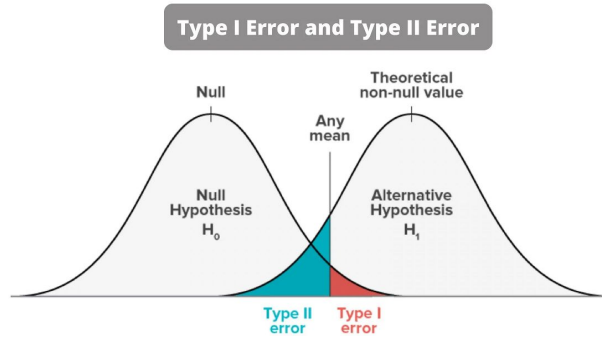 Type I Error and Type II Error
Null
Theoretical
non-null value
Any
mean
Null
Hypothesis
H₀
Alternative
Hypothesis
H₁
Type II
error
Type I
error